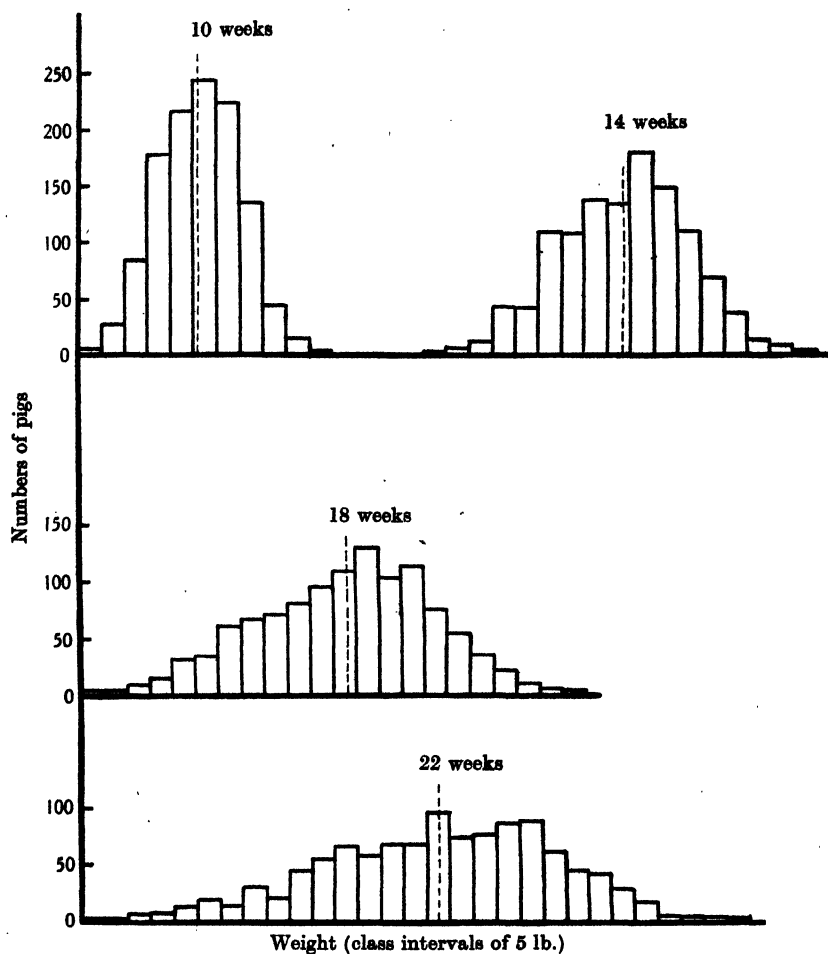 10 weeks
250
200
150
100
50
0
14 weeks
Numbers of pigs
18 weeks
150
100
50
0
22 weeks
100
50
0
Weight (class intervals of 5 lb.)